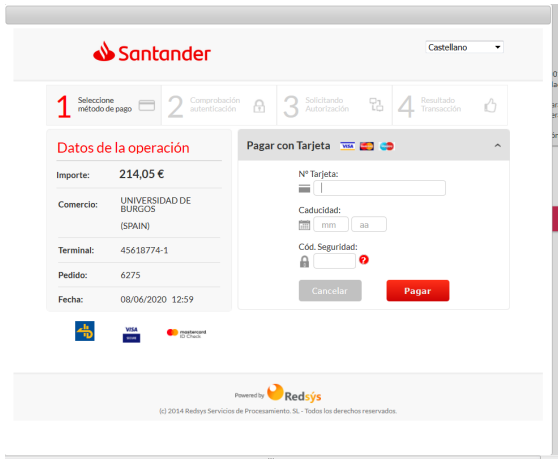 Santander
Castellano
1 Seleccione método de pago
2 Comprobación autenticación
3 Solicitando Autorización
4 Resultado Transacción
Datos de la operación
Importe: 214,05 €
Comercio: UNIVERSIDAD DE
BURGOS
(SPAIN)
Terminal: 45618774-1
Pedido: 6275
Fecha: 08/06/2020 12:59
Pagar con Tarjeta VISA
Nº Tarjeta:
Caducidad:
mm aa
Cód. Seguridad:
?
Cancelar Pagar
VISA
mastercard
ID Check
Powered by Redsýs
(c) 2014 Redsys Servicios de Procesamiento, SL - Todos los derechos reservados.